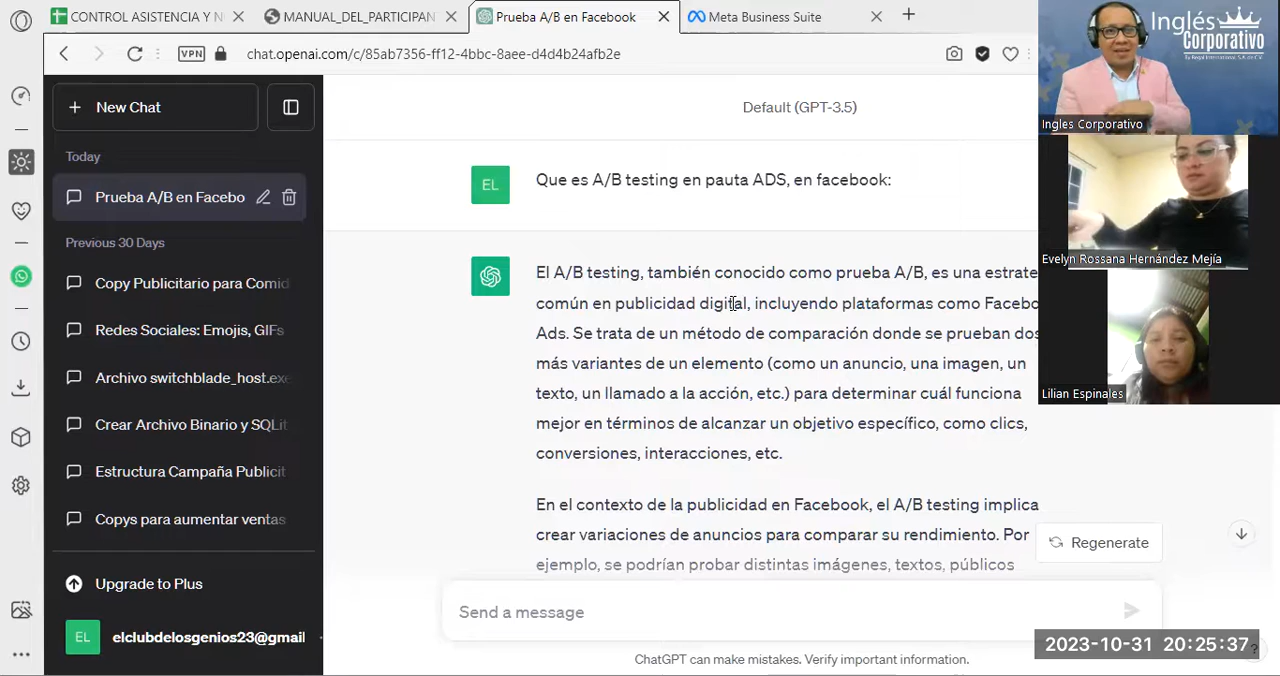 CONTROL ASISTENCIA Y N
MANUAL_DEL_PARTICIPAN
Prueba A/B en Facebook
Meta Business Suite
VPN
chat.openai.com/c/85ab7356-ff12-4bbc-8aee-d4d4b24afb2e
New Chat
Today
Prueba A/B en Facebo
Previous 30 Days
Copy Publicitario para Comid
Redes Sociales: Emojis, GIFs
Archivo switchblade_host.exe
Crear Archivo Binario y SQLit
Estructura Campaña Publicit
Copys para aumentar ventas
Upgrade to Plus
EL
elclubdelosgenios23@gmail
Default (GPT-3.5)
EL
Que es A/B testing en pauta ADS, en facebook:
El A/B testing, también conocido como prueba A/B, es una estrate
común en publicidad digital, incluyendo plataformas como Facebo
Ads. Se trata de un método de comparación donde se prueban dos
más variantes de un elemento (como un anuncio, una imagen, un
texto, un llamado a la acción, etc.) para determinar cuál funciona
mejor en términos de alcanzar un objetivo específico, como clics,
conversiones, interacciones, etc.
En el contexto de la publicidad en Facebook, el A/B testing implica
crear variaciones de anuncios para comparar su rendimiento. Por
ejemplo, se podrían probar distintas imágenes, textos, públicos
Regenerate
Send a message
ChatGPT can make mistakes. Verify important information.
Inglés
Corporativo
Ingles Corporativo
Evelyn Rossana Hernández Mejía
Lilian Espinales
2023-10-31 20:25:37